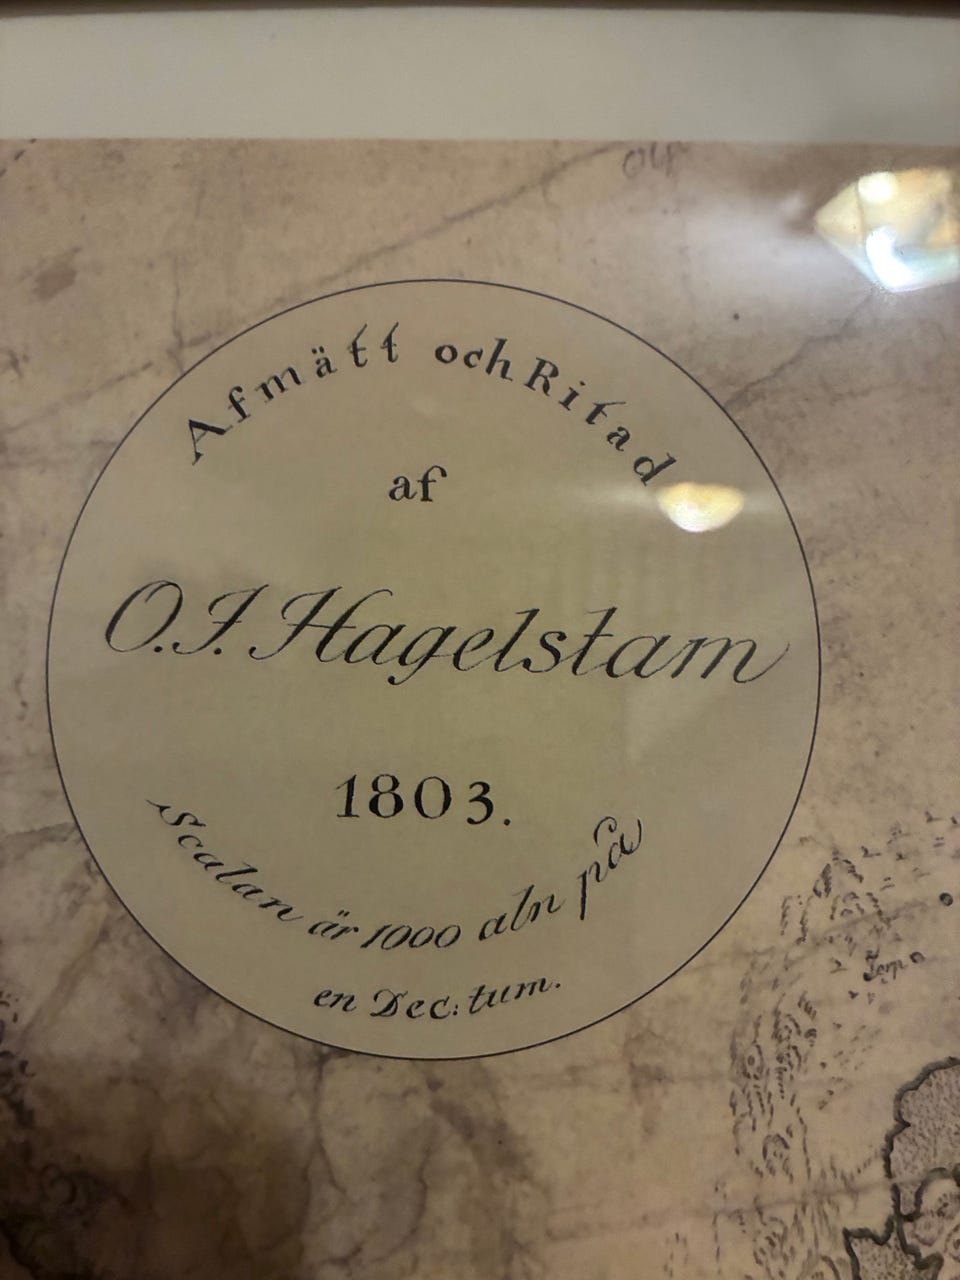 Afmätt och Ritad
af
O.I. Hagelstam
1803.
Scalan är 1000 aln på
en Dec: tum.